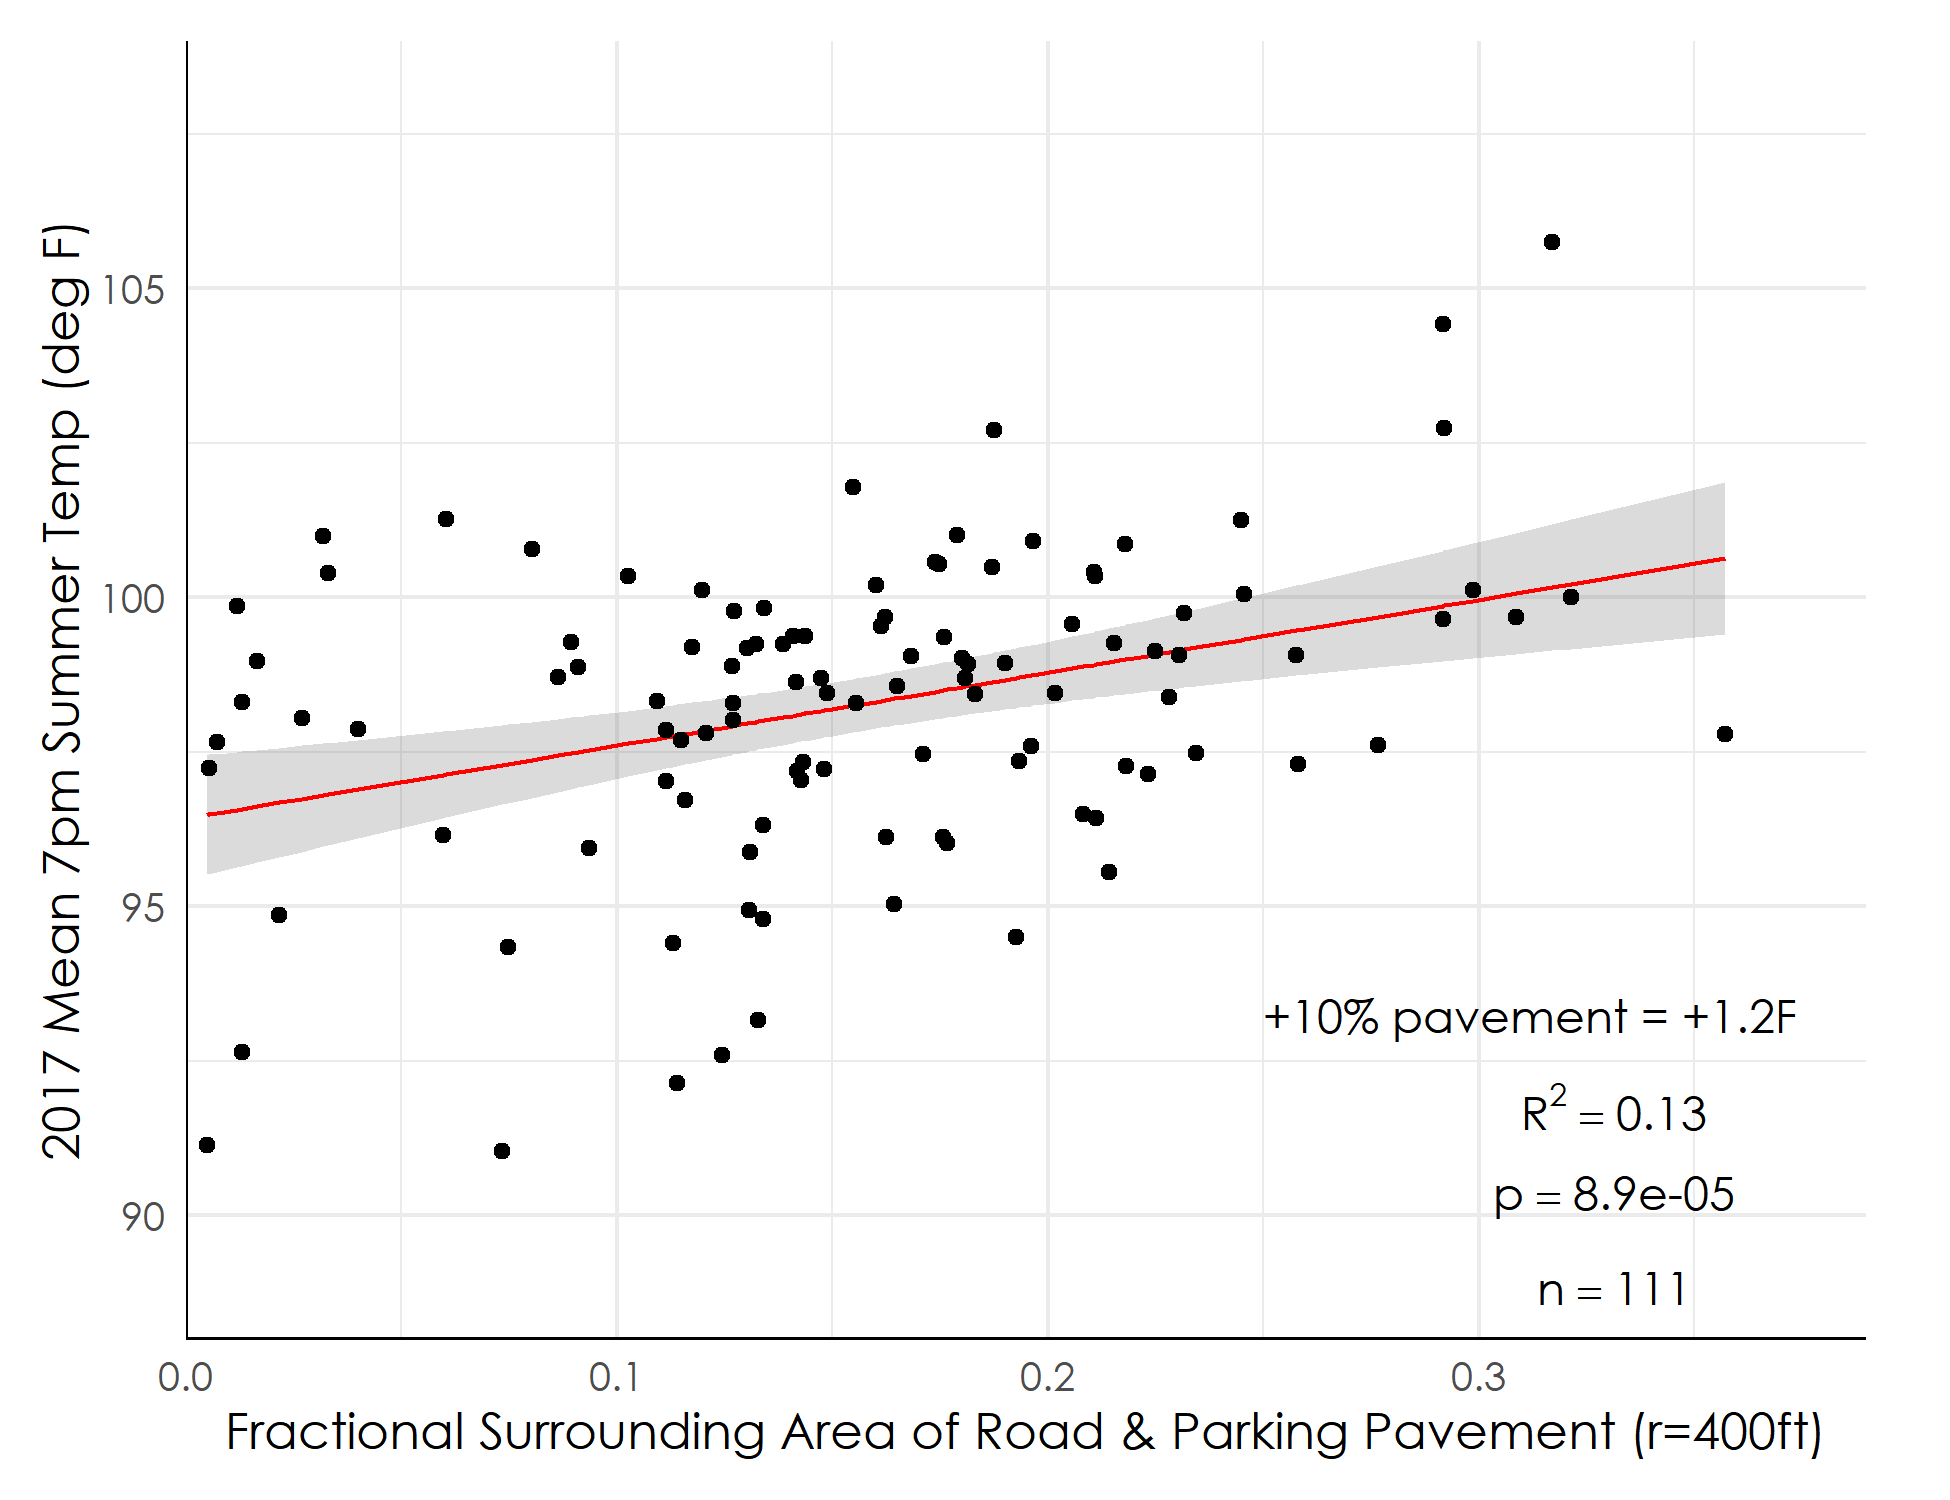 2017 Mean 7pm Summer Temp (deg F)
105
100
95
90
+10% pavement = +1.2F
R² = 0.13
p = 8.9e-05
n = 111
0.0 0.1 0.2 0.3
Fractional Surrounding Area of Road & Parking Pavement (r=400ft)